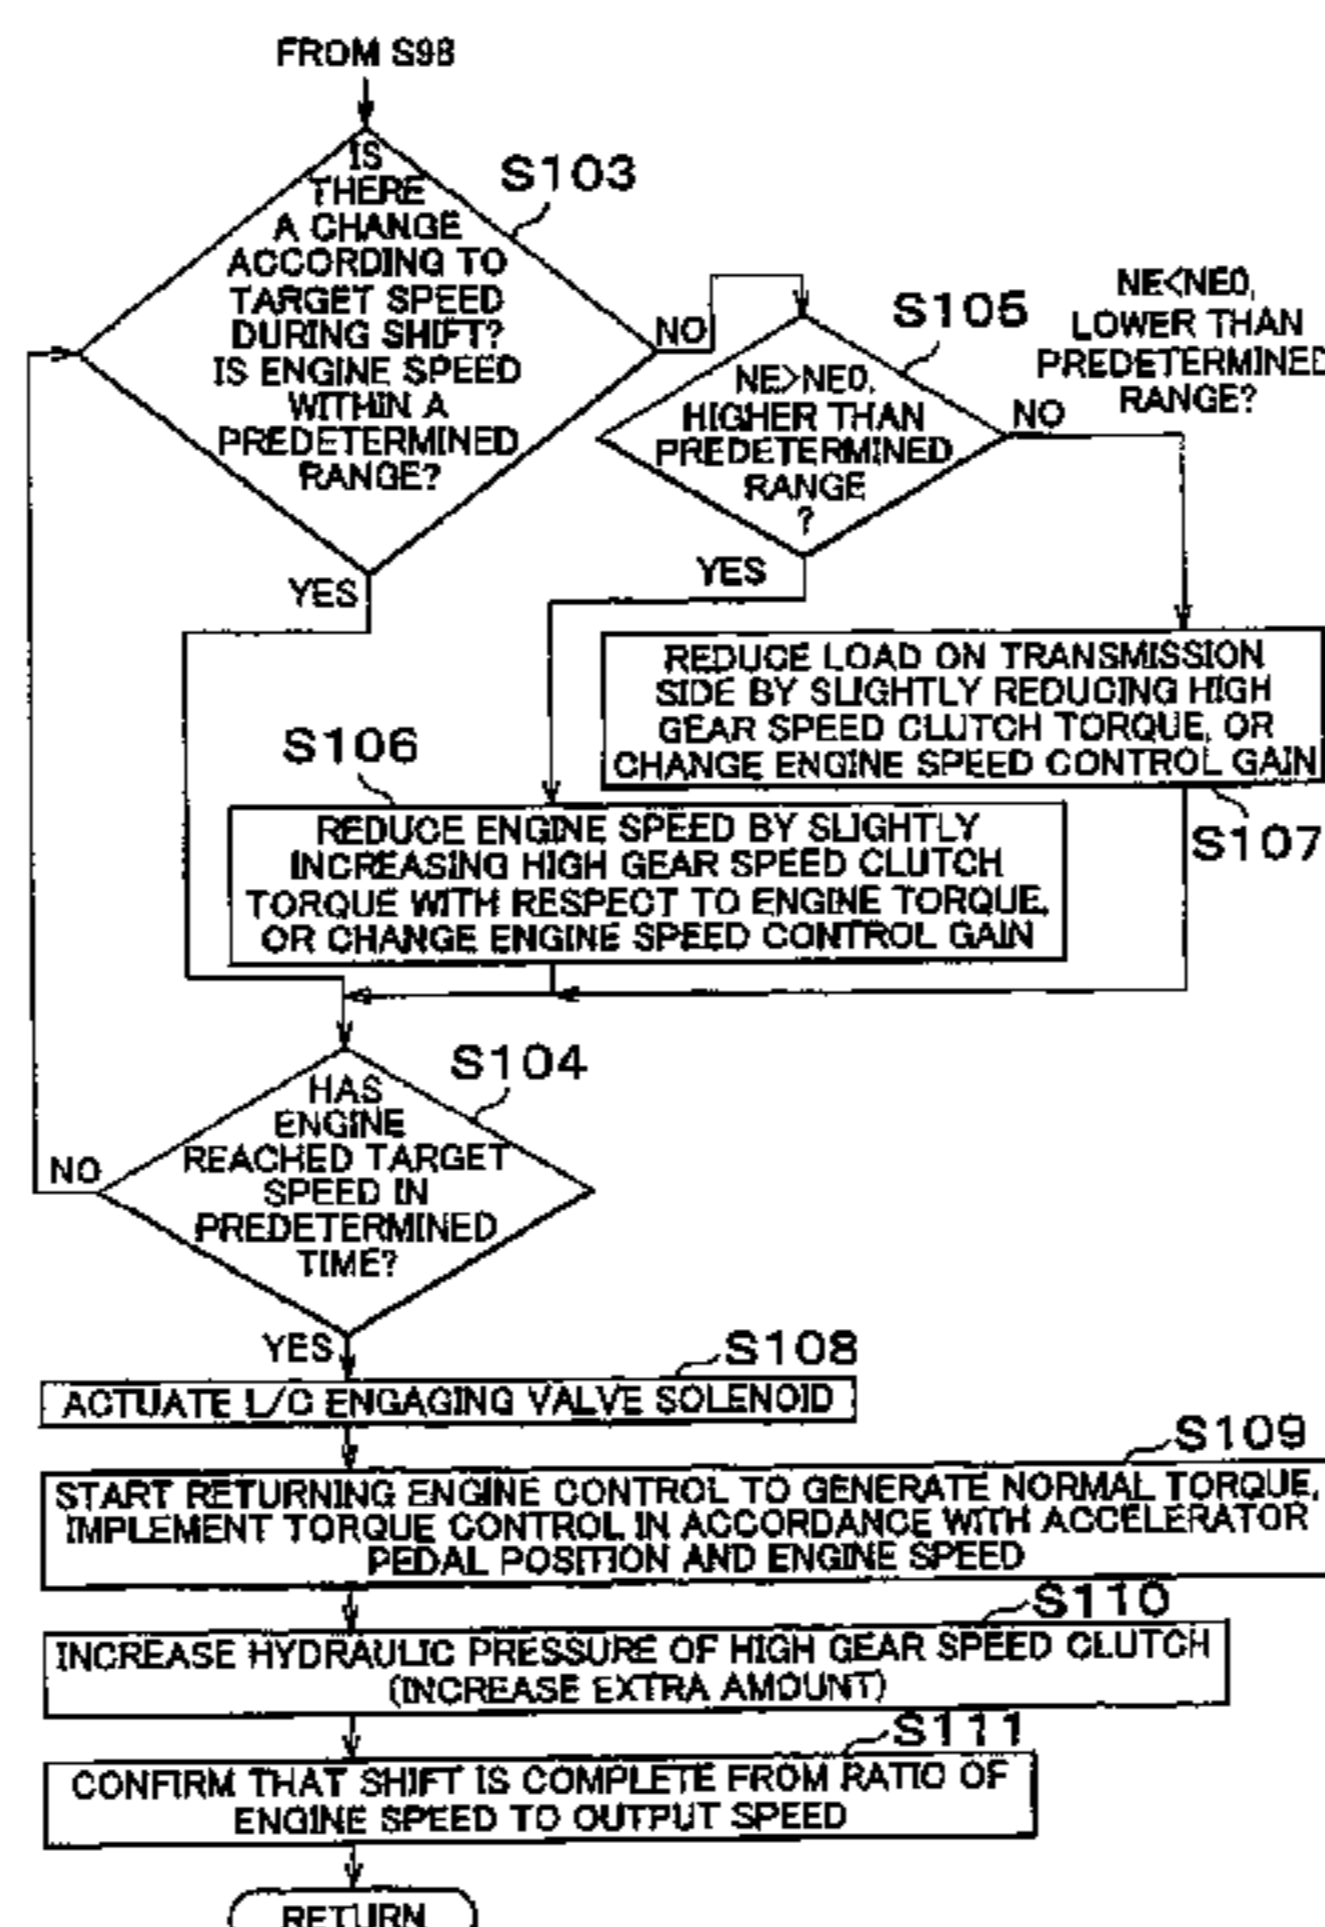 FROM S98
IS
THERE
A CHANGE
ACCORDING TO
TARGET SPEED
DURING SHIFT?
IS ENGINE SPEED
WITHIN A
PREDETERMINED
RANGE?
S103
NO
YES
NE>NE0,
HIGHER THAN
PREDETERMINED
RANGE
?
S105
NO
YES
NE<NE0,
LOWER THAN
PREDETERMINED
RANGE?
REDUCE LOAD ON TRANSMISSION
SIDE BY SLIGHTLY REDUCING HIGH
GEAR SPEED CLUTCH TORQUE, OR
CHANGE ENGINE SPEED CONTROL GAIN
S107
S106
REDUCE ENGINE SPEED BY SLIGHTLY
INCREASING HIGH GEAR SPEED CLUTCH
TORQUE WITH RESPECT TO ENGINE TORQUE,
OR CHANGE ENGINE SPEED CONTROL GAIN
S104
HAS
ENGINE
REACHED TARGET
SPEED IN
PREDETERMINED
TIME?
NO
YES
S108
ACTUATE L/C ENGAGING VALVE SOLENOID
S109
START RETURNING ENGINE CONTROL TO GENERATE NORMAL TORQUE,
IMPLEMENT TORQUE CONTROL IN ACCORDANCE WITH ACCELERATOR
PEDAL POSITION AND ENGINE SPEED
S110
INCREASE HYDRAULIC PRESSURE OF HIGH GEAR SPEED CLUTCH
(INCREASE EXTRA AMOUNT)
S111
CONFIRM THAT SHIFT IS COMPLETE FROM RATIO OF
ENGINE SPEED TO OUTPUT SPEED
RETURN